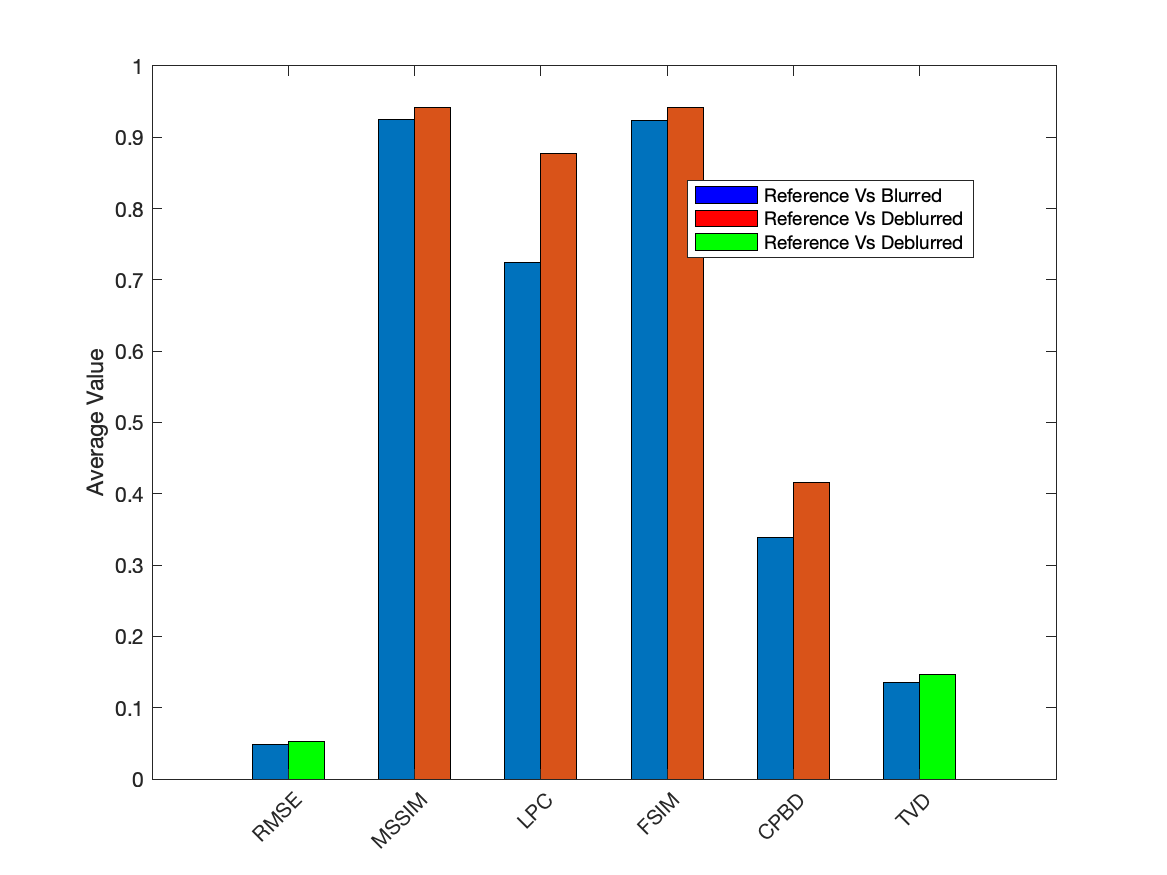 1
0.9
0.8
0.7
0.6
0.5
0.4
0.3
0.2
0.1
0
Average Value
Reference Vs Blurred
Reference Vs Deblurred
Reference Vs Deblurred
RMSE
MSSIM
LPC
FSIM
CPBD
TVD